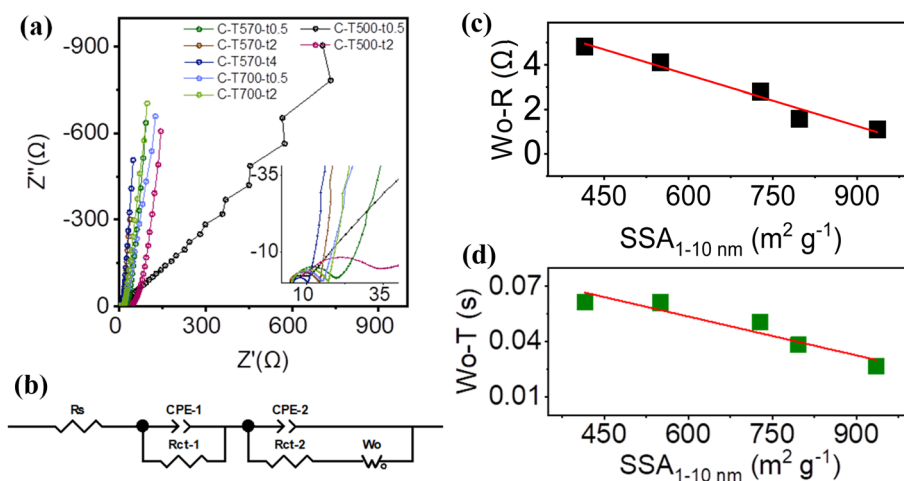 (a)
-900
-600
-300
0
Z''(Ω)
0 300 600 900
Z'(Ω)
C-T570-t0.5
C-T570-t2
C-T570-t4
C-T700-t0.5
C-T700-t2
C-T500-t0.5
C-T500-t2
-35
-10
10 35
(b)
Rs
CPE-1
Rct-1
CPE-2
Rct-2
Wo
(c)
Wo-R (Ω)
4
2
0
450 600 750 900
SSA1-10 nm (m² g⁻¹)
(d)
Wo-T (s)
0.07
0.04
0.01
450 600 750 900
SSA1-10 nm (m² g⁻¹)